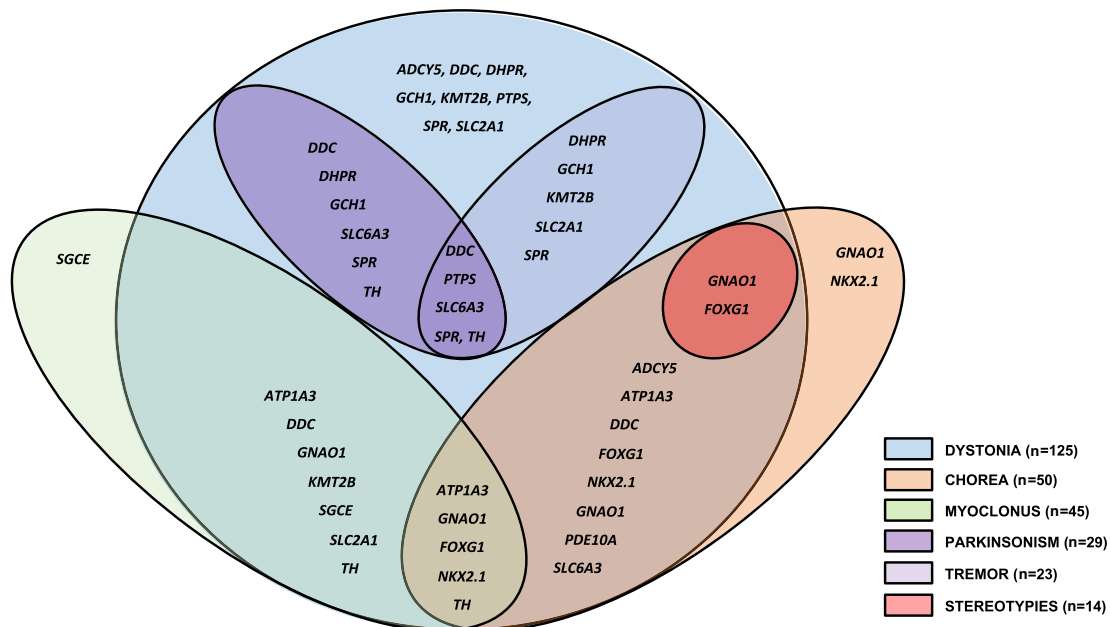 ADCY5, DDC, DHPR,
GCH1, KMT2B, PTPS,
SPR, SLC2A1
DDC
DHPR
GCH1
SLC6A3
SPR
TH
DHPR
GCH1
KMT2B
SLC2A1
SPR
DDC
PTPS
SLC6A3
SPR, TH
SGCE
GNAO1
NKX2.1
GNAO1
FOXG1
ATP1A3
DDC
GNAO1
KMT2B
SGCE
SLC2A1
TH
ATP1A3
GNAO1
FOXG1
NKX2.1
TH
ADCY5
ATP1A3
DDC
FOXG1
NKX2.1
GNAO1
PDE10A
SLC6A3
DYSTONIA (n=125)
CHOREA (n=50)
MYOCLONUS (n=45)
PARKINSONISM (n=29)
TREMOR (n=23)
STEREOTYPIES (n=14)